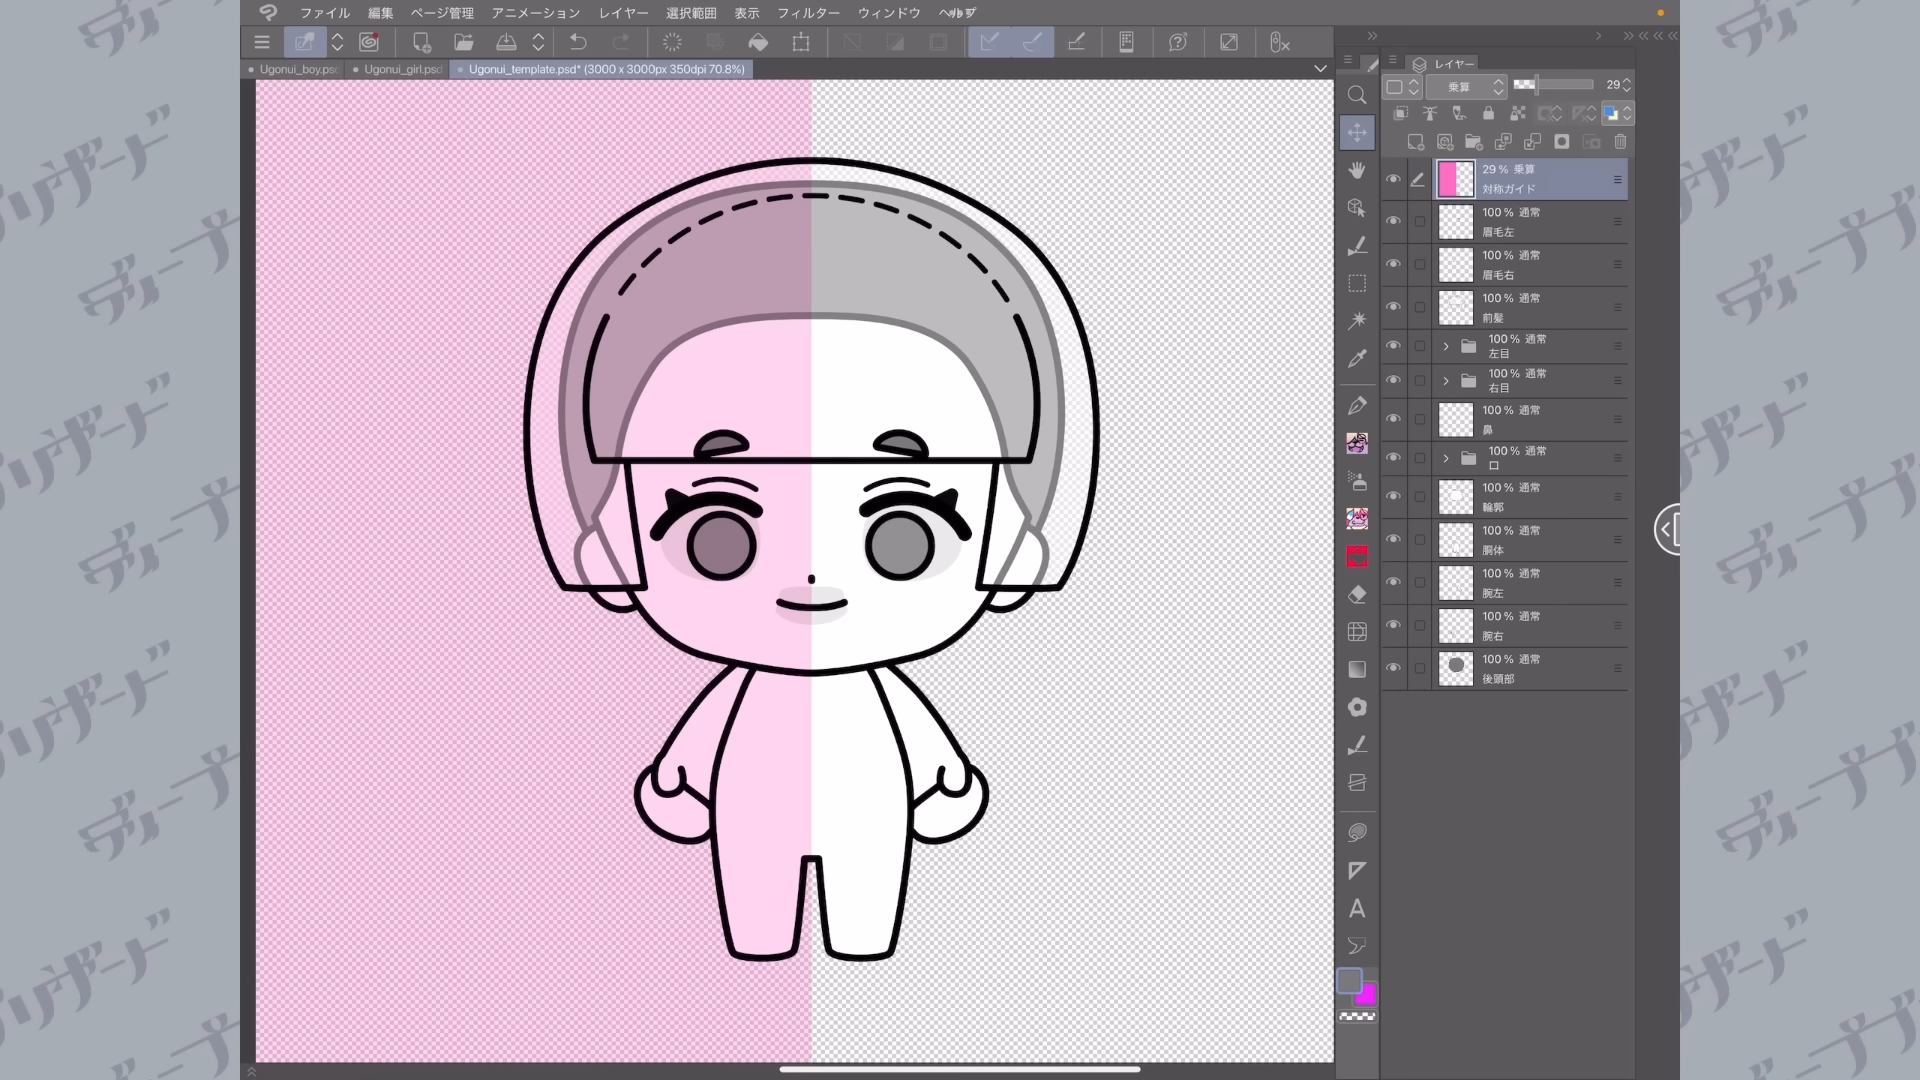 ファイル 編集 ページ管理 アニメーション レイヤー 選択範囲 表示 フィルター ウィンドウ ヘルプ
Ugonui_boy.psd Ugonui_girl.psd Ugonui_template.psd* (3000 x 3000px 350dpi 70.8%)
レイヤー
乗算 29
29 % 乗算
対称ガイド
100 % 通常
眉毛左
100 % 通常
眉毛右
100 % 通常
前髪
100 % 通常
左目
100 % 通常
右目
100 % 通常
鼻
100 % 通常
口
100 % 通常
輪郭
100 % 通常
胴体
100 % 通常
腕左
100 % 通常
腕右
100 % 通常
後頭部